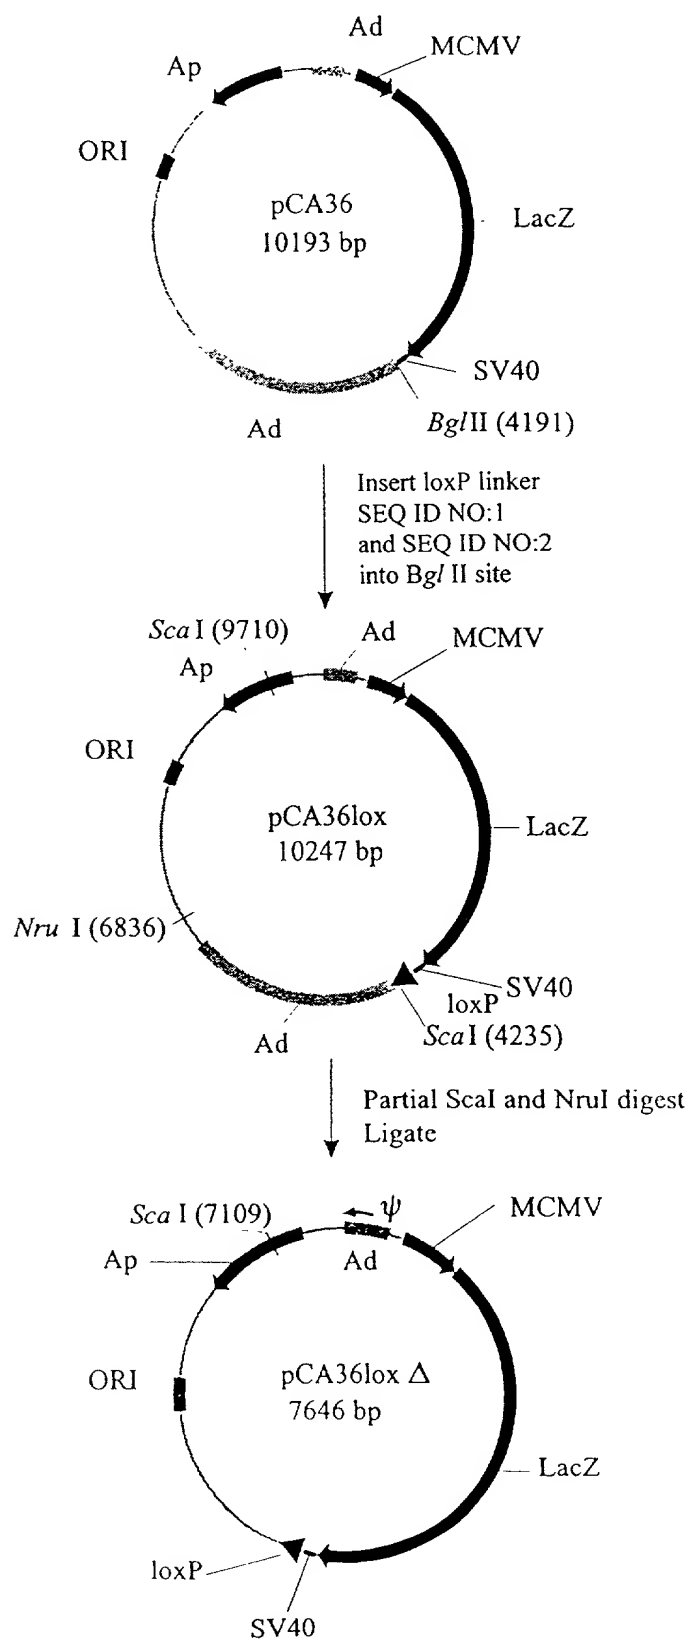 Ad
MCMV
Ap
ORI
pCA36
10193 bp
LacZ
SV40
BglII (4191)
Ad
Insert loxP linker
SEQ ID NO:1
and SEQ ID NO:2
into Bgl II site
ScaI (9710)
Ad
MCMV
Ap
ORI
pCA36lox
10247 bp
LacZ
Nru I (6836)
SV40
loxP
ScaI (4235)
Ad
Partial ScaI and NruI digest
Ligate
Sca I (7109)
ψ
MCMV
Ap
Ad
ORI
pCA36lox Δ
7646 bp
LacZ
loxP
SV40